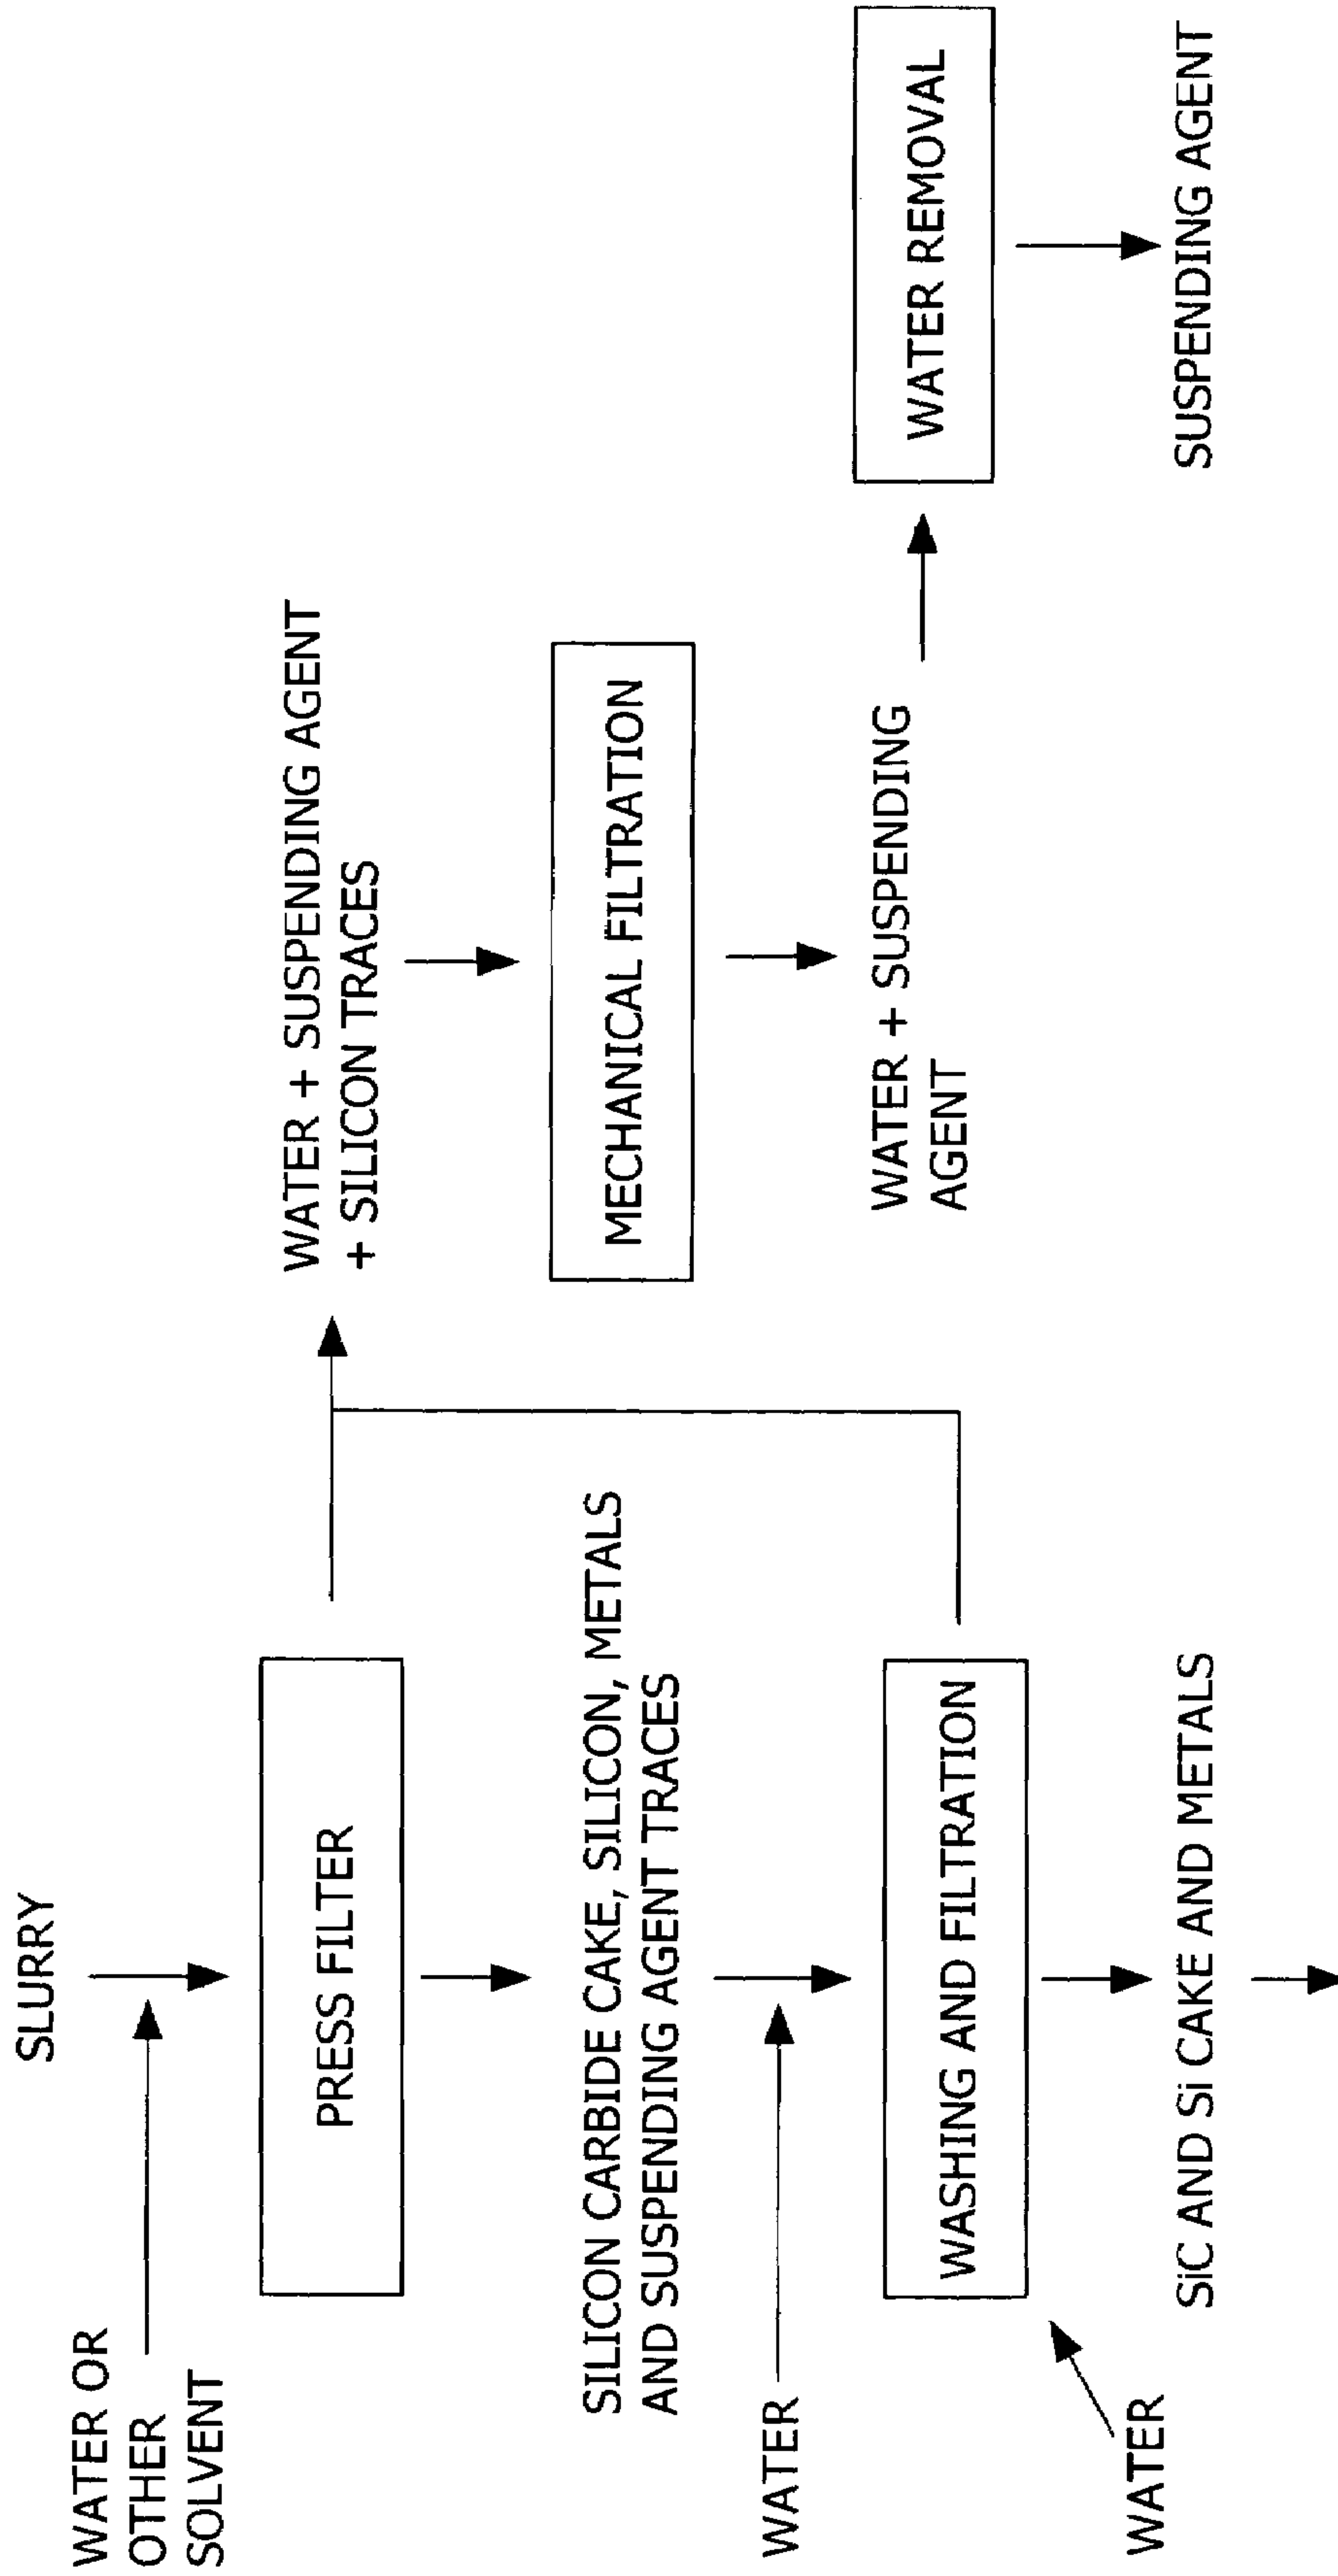 SLURRY
WATER OR
OTHER
SOLVENT
PRESS FILTER
SILICON CARBIDE CAKE, SILICON, METALS
AND SUSPENDING AGENT TRACES
WATER
WASHING AND FILTRATION
WATER
SiC AND Si CAKE AND METALS
WATER + SUSPENDING AGENT
+ SILICON TRACES
MECHANICAL FILTRATION
WATER + SUSPENDING
AGENT
WATER REMOVAL
SUSPENDING AGENT